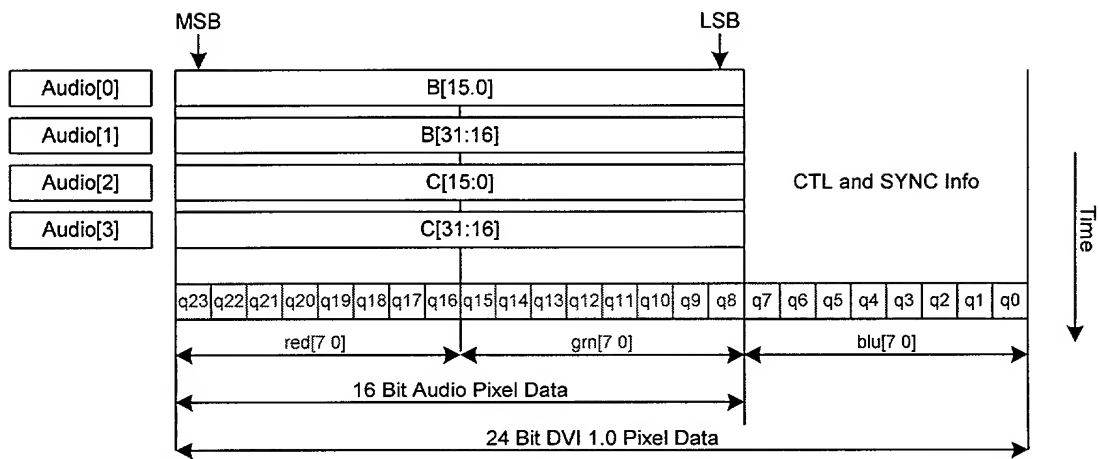 MSB LSB
Audio[0] B[15.0]
Audio[1] B[31:16]
Audio[2] C[15:0] CTL and SYNC Info
Audio[3] C[31:16]
Time
q23 q22 q21 q20 q19 q18 q17 q16 q15 q14 q13 q12 q11 q10 q9 q8 q7 q6 q5 q4 q3 q2 q1 q0
red[7 0] grn[7 0] blu[7 0]
16 Bit Audio Pixel Data
24 Bit DVI 1.0 Pixel Data